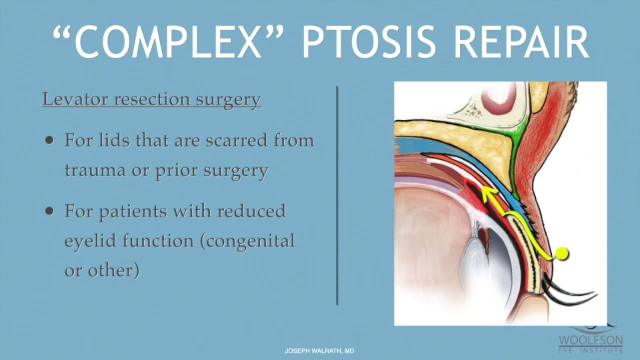 “COMPLEX” PTOSIS REPAIR
Levator resection surgery
• For lids that are scarred from
trauma or prior surgery
• For patients with reduced
eyelid function (congenital
or other)
WOOLFSON
EYE INSTITUTE
JOSEPH WALRATH, MD